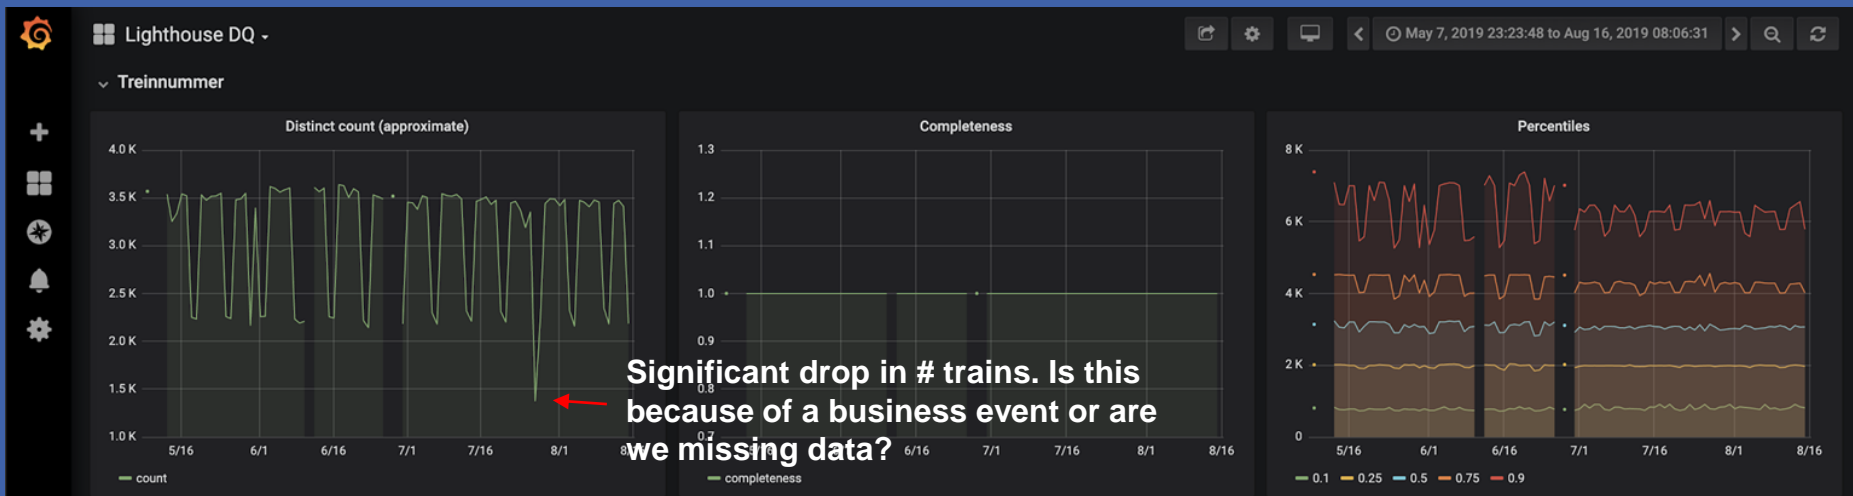 Lighthouse DQ
May 7, 2019 23:23:48 to Aug 16, 2019 08:06:31
Treinnummer
Distinct count (approximate)
4.0 K
3.5 K
3.0 K
2.5 K
2.0 K
1.5 K
1.0 K
5/16 6/1 6/16 7/1 7/16 8/1
count
Completeness
1.3
1.2
1.1
1.0
0.9
0.8
0.7
6/16 7/1 7/16 8/1 8/16
completeness
Significant drop in # trains. Is this
because of a business event or are
we missing data?
Percentiles
8 K
6 K
4 K
2 K
0
5/16 6/1 6/16 7/1 7/16 8/1 8/16
0.1 0.25 0.5 0.75 0.9